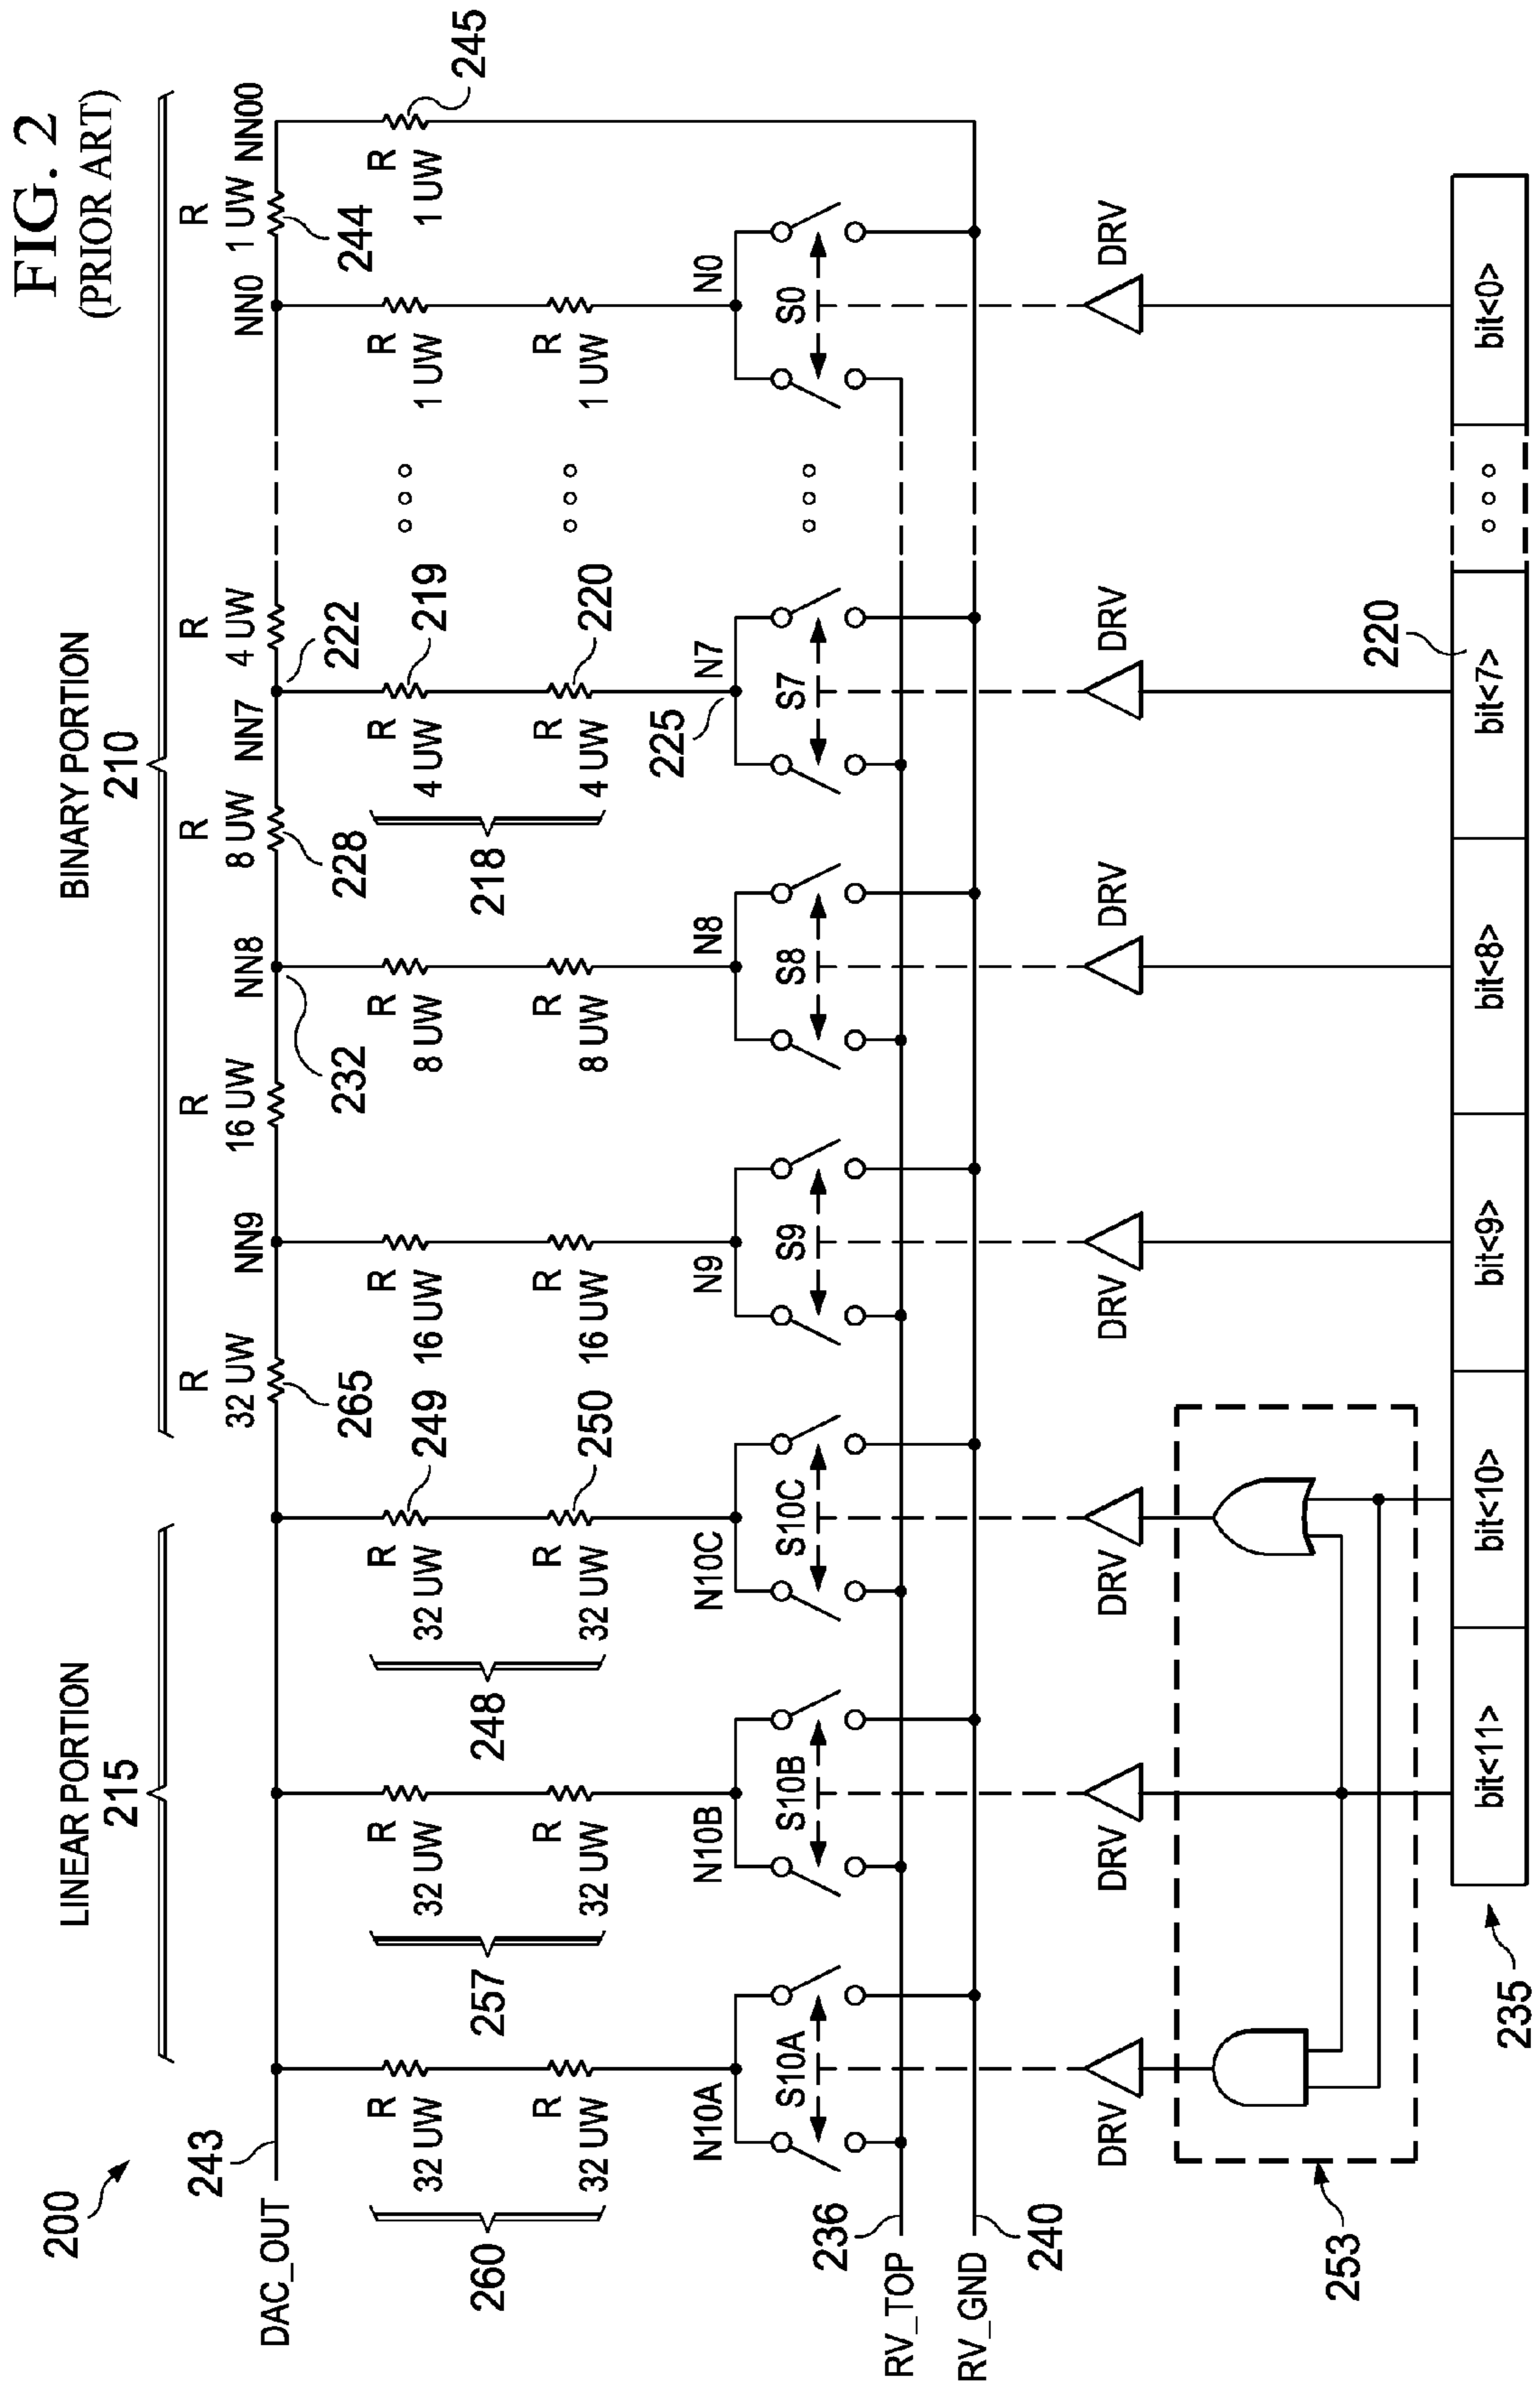 FIG. 2
(PRIOR ART)
200
LINEAR PORTION
215
BINARY PORTION
210
R
32 UW
265
R
16 UW
R
8 UW
228
R
4 UW
R
1 UW
244
DAC_OUT
243
NN9
NN8
232
NN7
222
NN0
NN00
260
R
32 UW
R
32 UW
257
R
32 UW
R
32 UW
248
R
32 UW
249
R
32 UW
250
R
16 UW
R
16 UW
R
8 UW
R
8 UW
218
R
4 UW
219
R
4 UW
220
R
1 UW
R
1 UW
R
1 UW
245
N10A
N10B
N10C
N9
N8
225
N7
N0
S10A
S10B
S10C
S9
S8
S7
S0
RV_TOP
236
RV_GND
240
DRV
DRV
DRV
DRV
DRV
DRV
DRV
253
235
220
bit<11>
bit<10>
bit<9>
bit<8>
bit<7>
bit<0>